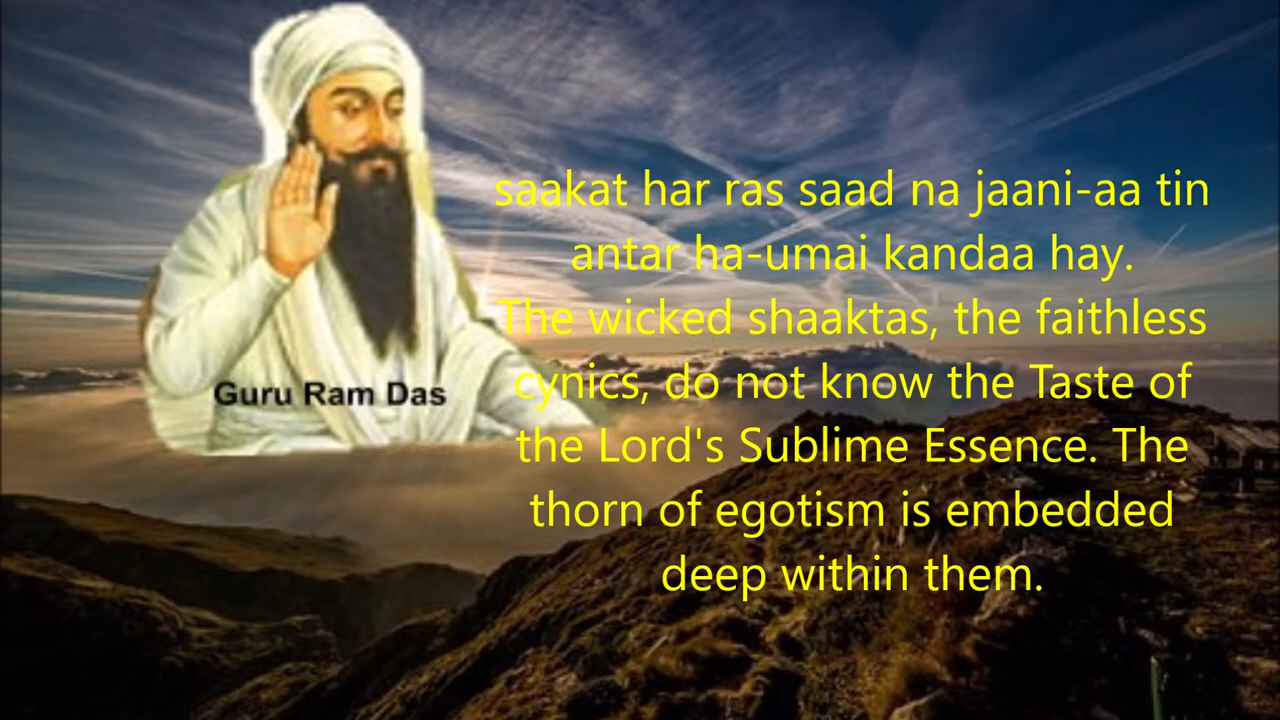 saakat har ras saad na jaani-aa tin
antar ha-umai kandaa hay.
The wicked shaaktas, the faithless
cynics, do not know the Taste of
the Lord's Sublime Essence. The
thorn of egotism is embedded
deep within them.
Guru Ram Das